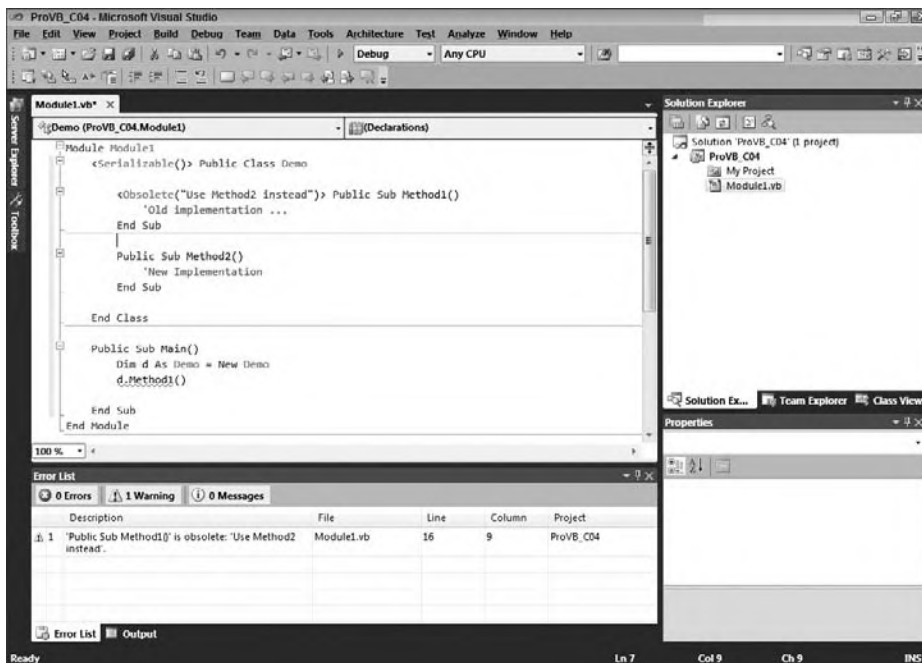 ProVB_C04 - Microsoft Visual Studio
File Edit View Project Build Debug Team Data Tools Architecture Test Analyze Window Help
Debug Any CPU
Server Explorer
Toolbox
Module1.vb* ×
Demo (ProVB_C04.Module1) (Declarations)
Module Module1
<Serializable()> Public Class Demo
<Obsolete("Use Method2 instead")> Public Sub Method1()
'Old implementation ...
End Sub
Public Sub Method2()
'New Implementation
End Sub
End Class
Public Sub Main()
Dim d As Demo = New Demo
d.Method1()
End Sub
End Module
100 %
Error List
0 Errors 1 Warning 0 Messages
Description File Line Column Project
1 'Public Sub Method1()' is obsolete: 'Use Method2 instead'. Module1.vb 16 9 ProVB_C04
Error List Output
Solution Explorer
Solution 'ProVB_C04' (1 project)
ProVB_C04
My Project
Module1.vb
Solution Ex... Team Explorer Class View
Properties
Ready Ln 7 Col 9 Ch 9 INS